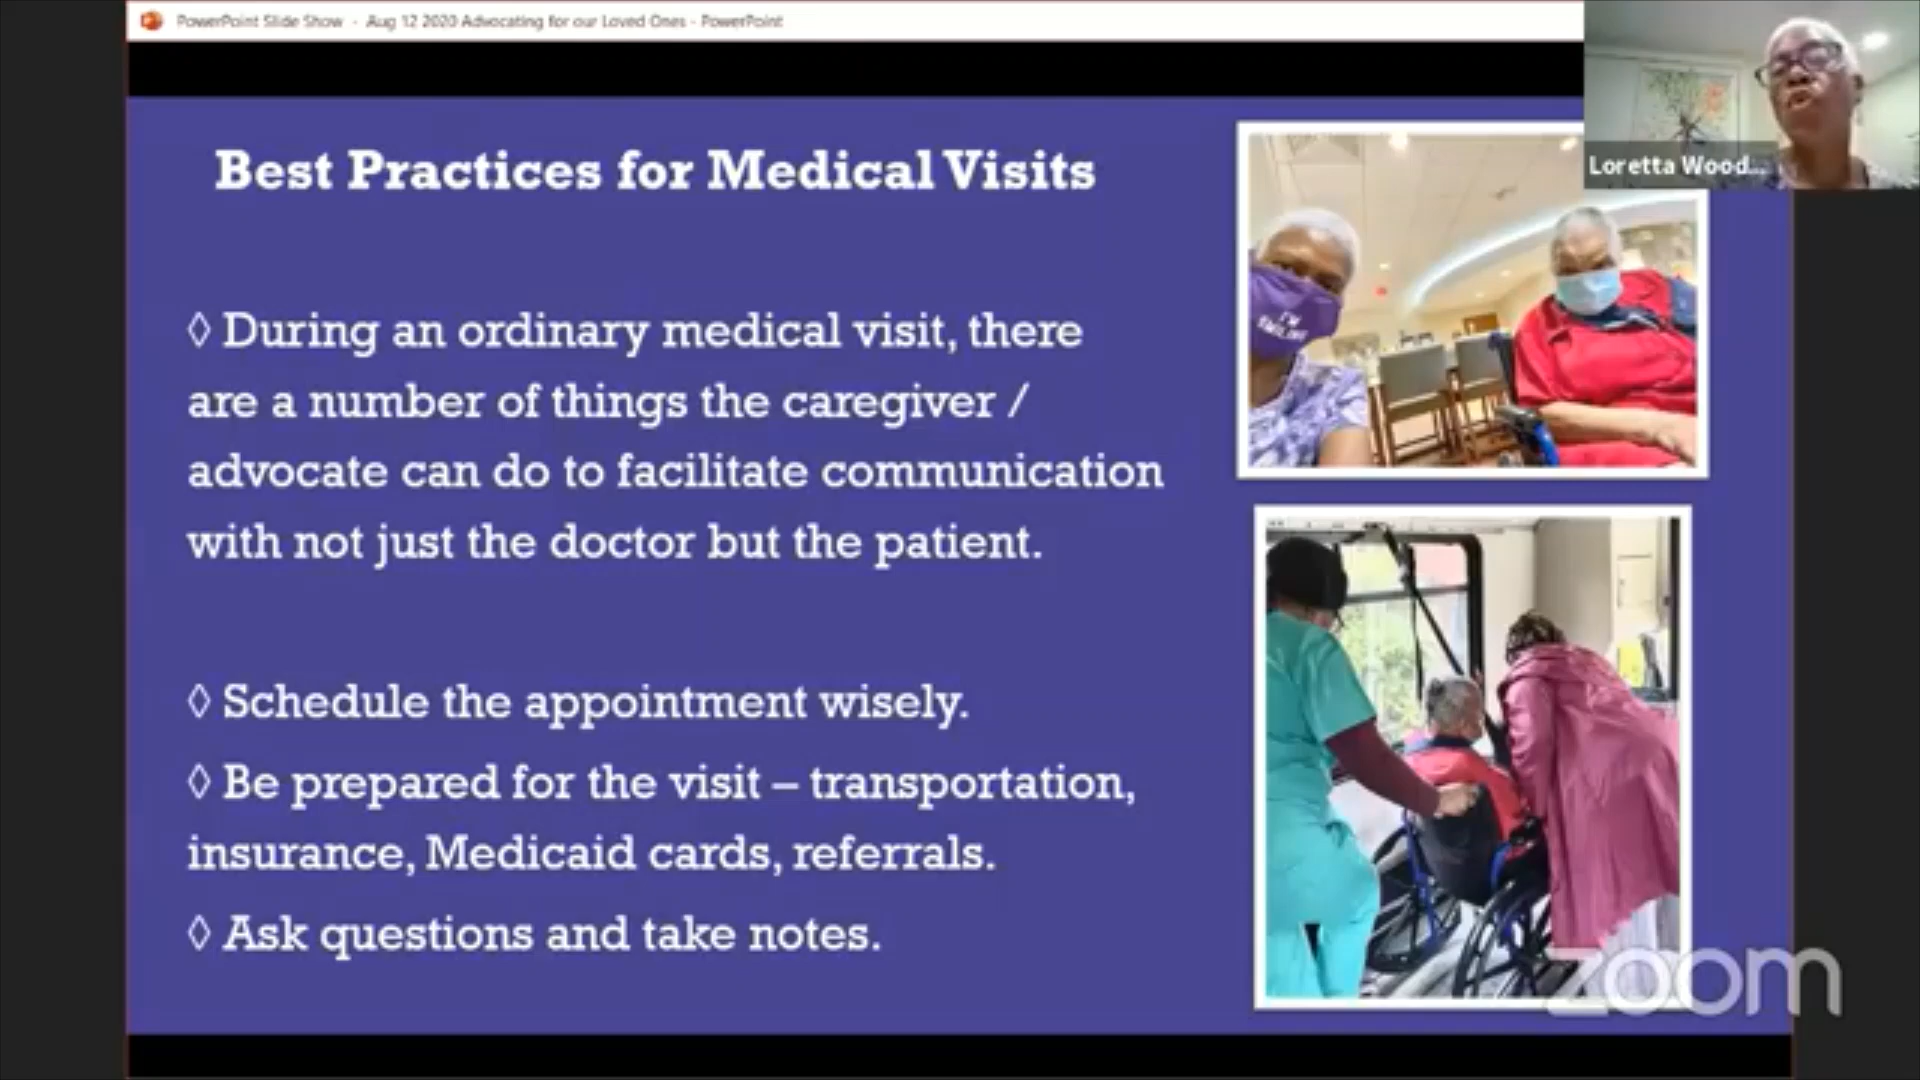 PowerPoint Slide Show - Aug 12 2020 Advocating for our Loved Ones - PowerPoint
Loretta Wood...
Best Practices for Medical Visits
◊ During an ordinary medical visit, there
are a number of things the caregiver /
advocate can do to facilitate communication
with not just the doctor but the patient.
◊ Schedule the appointment wisely.
◊ Be prepared for the visit – transportation,
insurance, Medicaid cards, referrals.
◊ Ask questions and take notes.
I'M
SMILING
zoom